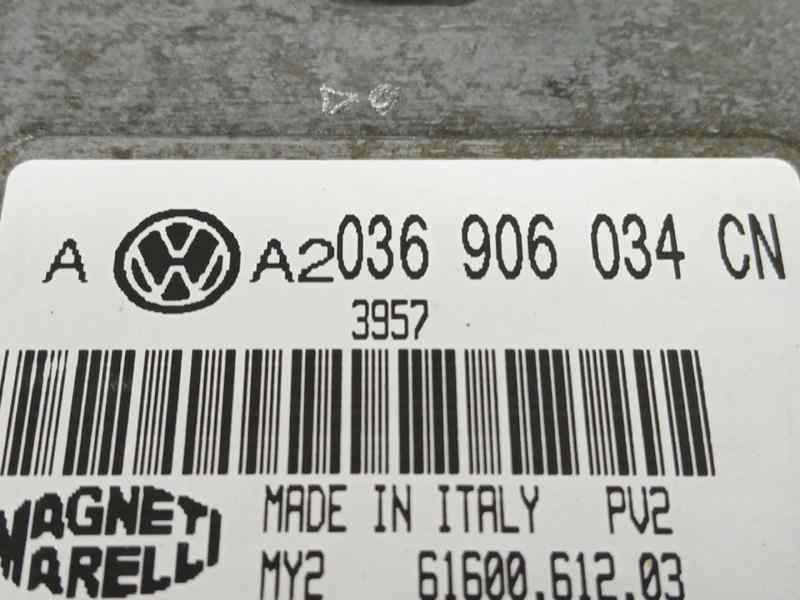 A A2 036 906 034 CN
3957
MAGNETI
MARELLI
MADE IN ITALY PV2
MY2 61600.612.03